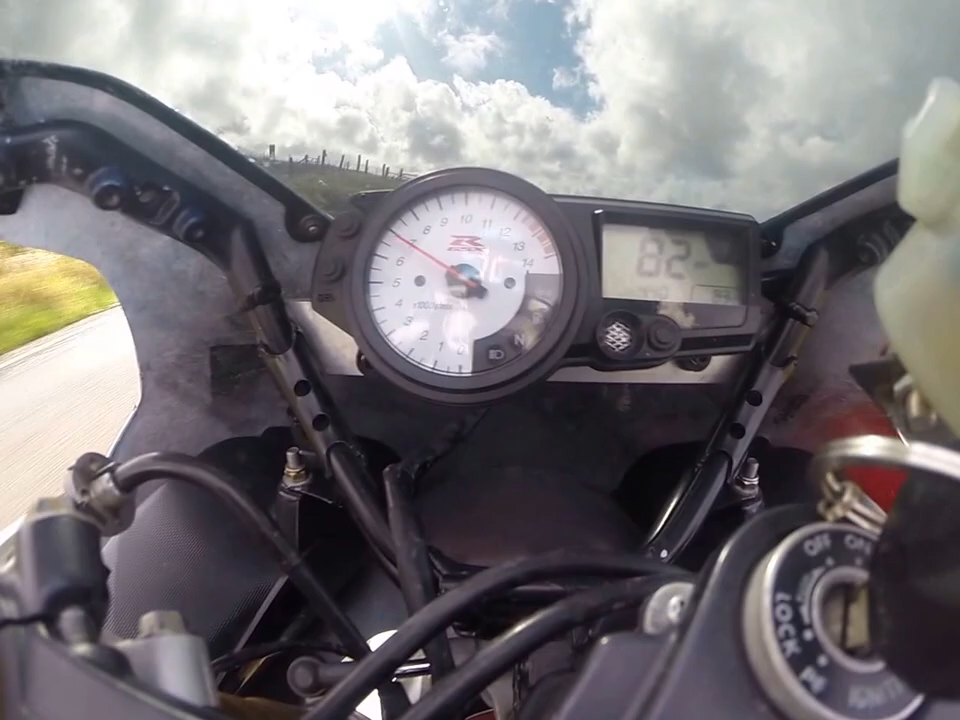 0 1 2 3 4 5 6 7 8 9 10 11 12 13 14
R
x1000r/min
N
82
OFF ON
LOCK
P
IGNITI